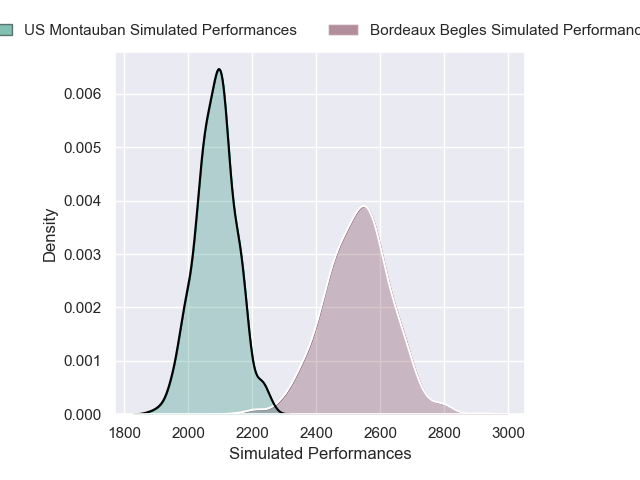 US Montauban Simulated Performances
Bordeaux Begles Simulated
0.006
0.005
0.004
0.003
0.002
0.001
0.000
Density
1800 2000 2200 2400 2600 2800 3000
Simulated Performances